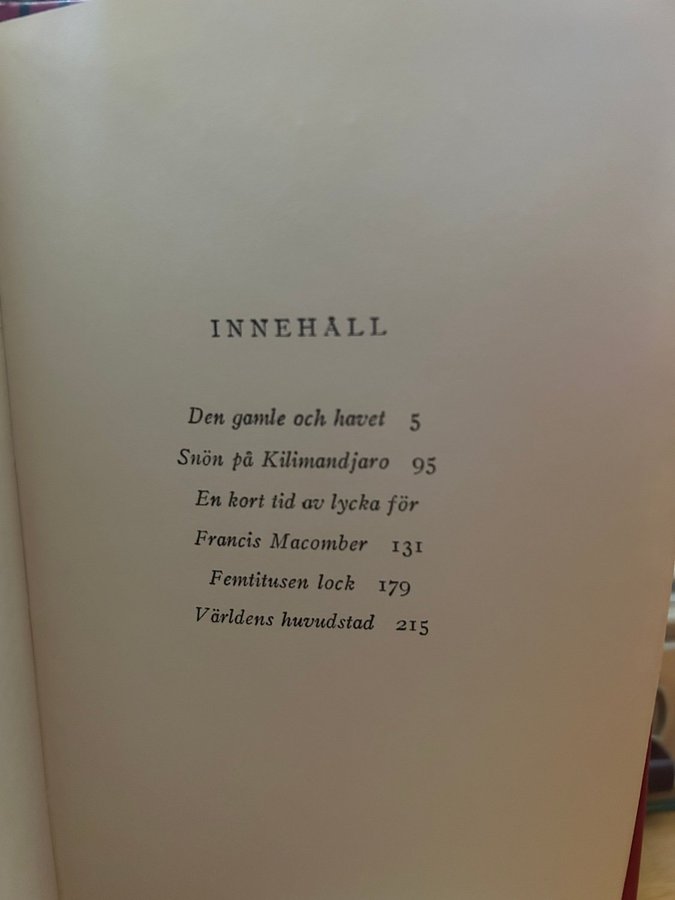 INNEHÅLL
Den gamle och havet 5
Snön på Kilimandjaro 95
En kort tid av lycka för
Francis Macomber 131
Femtitusen lock 179
Världens huvudstad 215